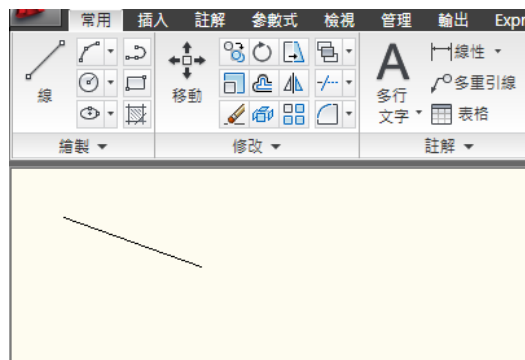 常用 插入 註解 參數式 檢視 管理 輸出 Expr
線 移動 多行文字 線性
多重引線
表格
繪製 修改 註解